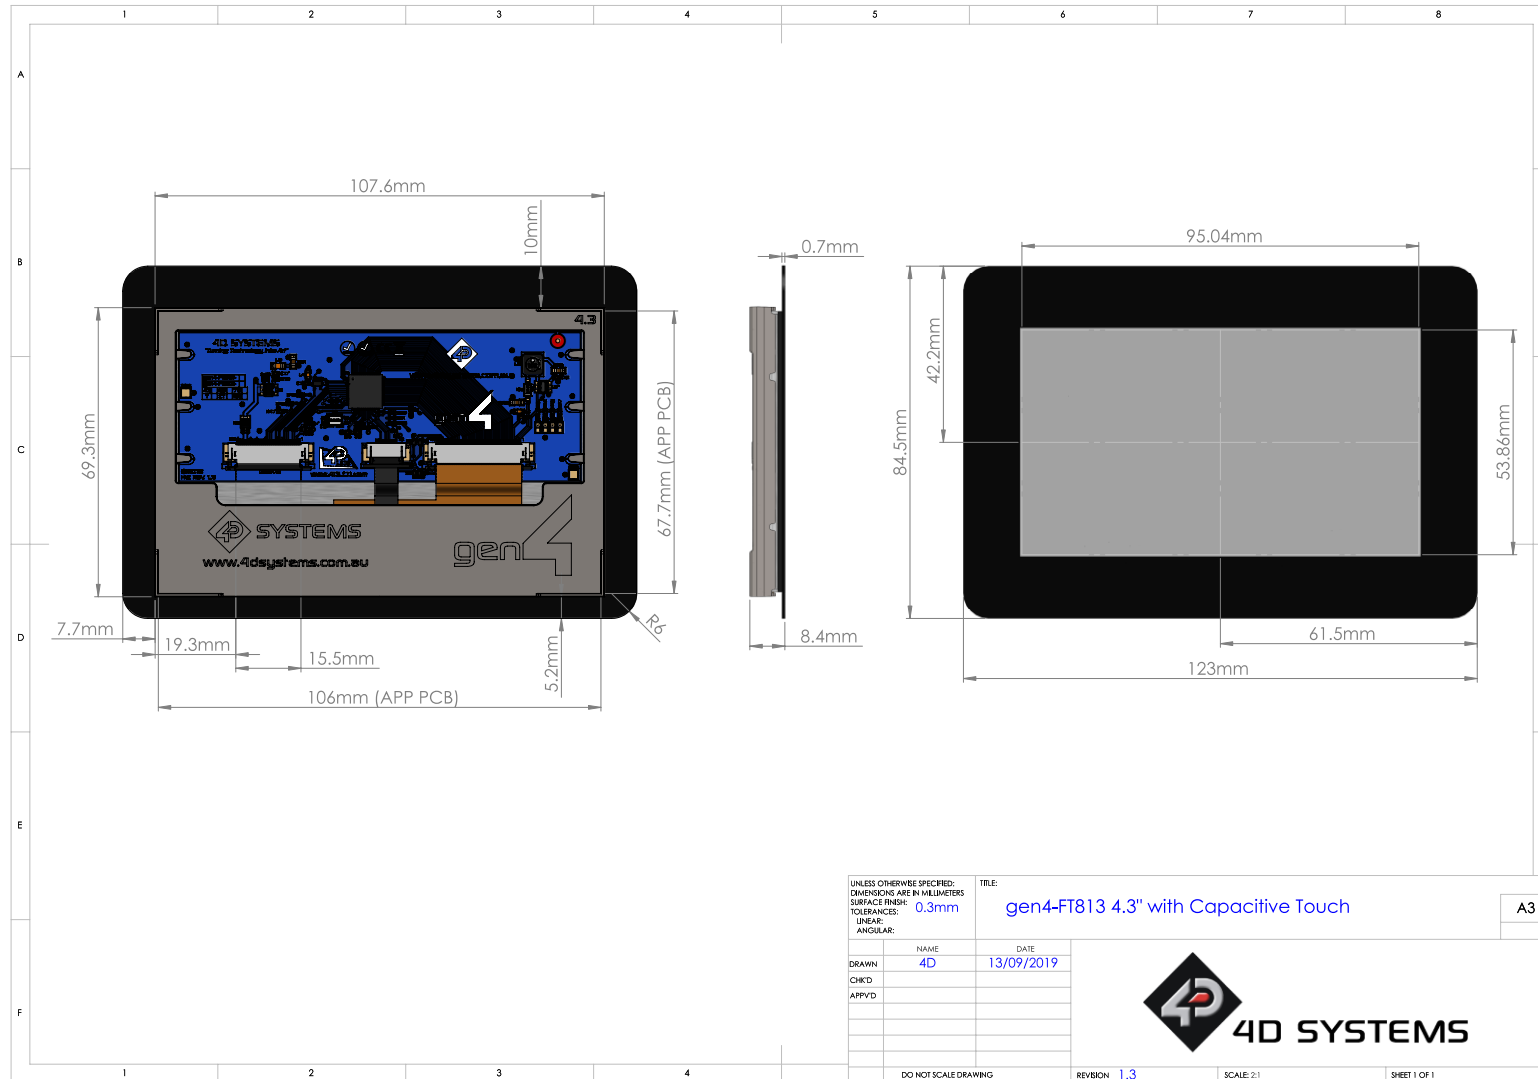 1 2 3 4 5 6 7 8
A
B
C
D
E
F
107.6mm
10mm
69.3mm
67.7mm (APP PCB)
7.7mm
19.3mm
15.5mm
106mm (APP PCB)
5.2mm
R6
4.3
4D SYSTEMS
"Turning Technology into Art"
4D SYSTEMS
www.4dsystems.com.au
gen4
0.7mm
8.4mm
95.04mm
42.2mm
84.5mm
53.86mm
61.5mm
123mm
UNLESS OTHERWISE SPECIFIED:
DIMENSIONS ARE IN MILLIMETERS
SURFACE FINISH: 0.3mm
TOLERANCES:
LINEAR:
ANGULAR:
TITLE:
gen4-FT813 4.3" with Capacitive Touch
A3
NAME DATE
DRAWN 4D 13/09/2019
CHK'D
APPV'D
4D SYSTEMS
DO NOT SCALE DRAWING
REVISION 1.3
SCALE: 2:1
SHEET 1 OF 1
1 2 3 4